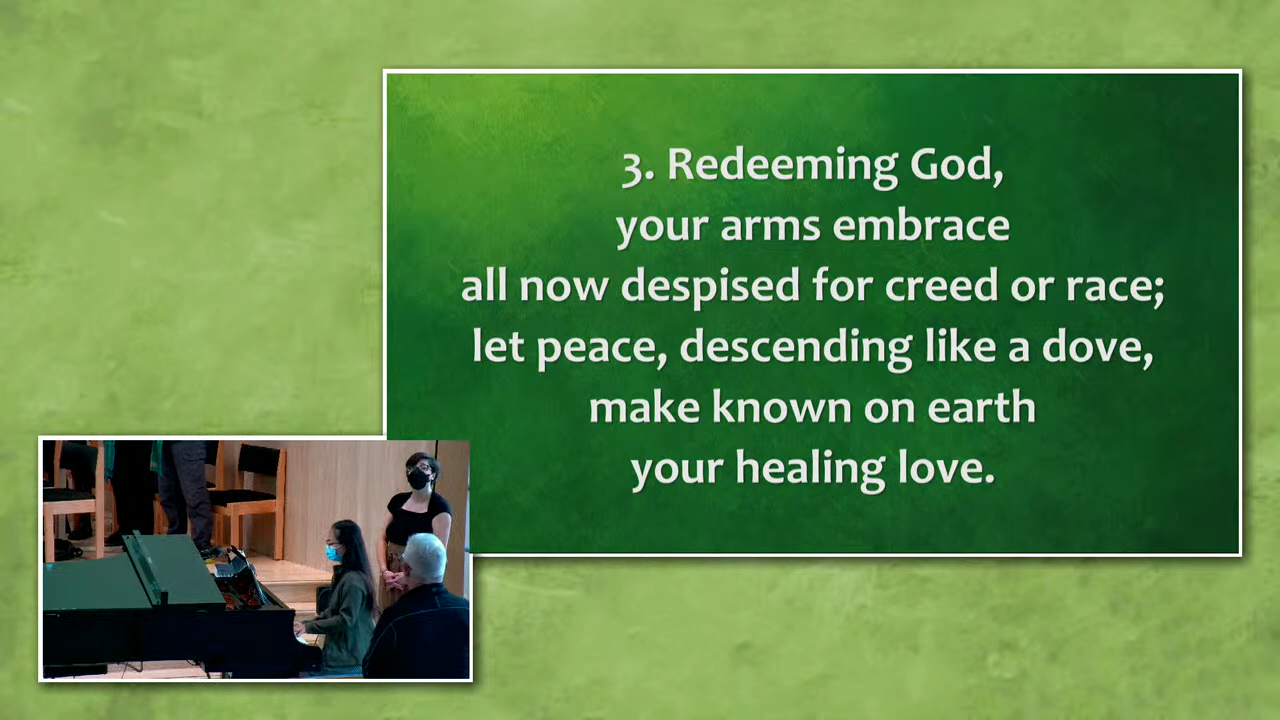 3. Redeeming God,
your arms embrace
all now despised for creed or race;
let peace, descending like a dove,
make known on earth
your healing love.